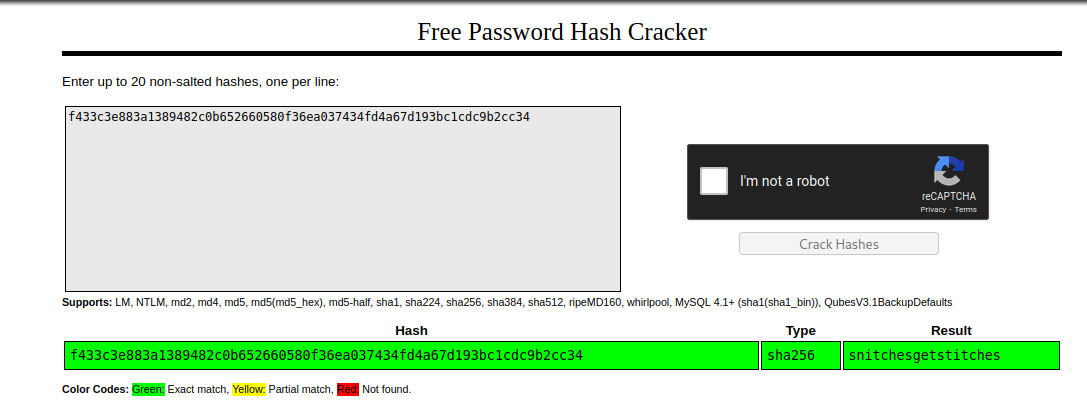 Free Password Hash Cracker
Enter up to 20 non-salted hashes, one per line:
f433c3e883a1389482c0b652660580f36ea037434fd4a67d193bc1cdc9b2cc34
I'm not a robot
reCAPTCHA
Privacy - Terms
Crack Hashes
Supports: LM, NTLM, md2, md4, md5, md5(md5_hex), md5-half, sha1, sha224, sha256, sha384, sha512, ripeMD160, whirlpool, MySQL 4.1+ (sha1(sha1_bin)), QubesV3.1BackupDefaults
Hash Type Result
f433c3e883a1389482c0b652660580f36ea037434fd4a67d193bc1cdc9b2cc34 sha256 snitchesgetstitches
Color Codes: Green: Exact match, Yellow: Partial match, Red: Not found.